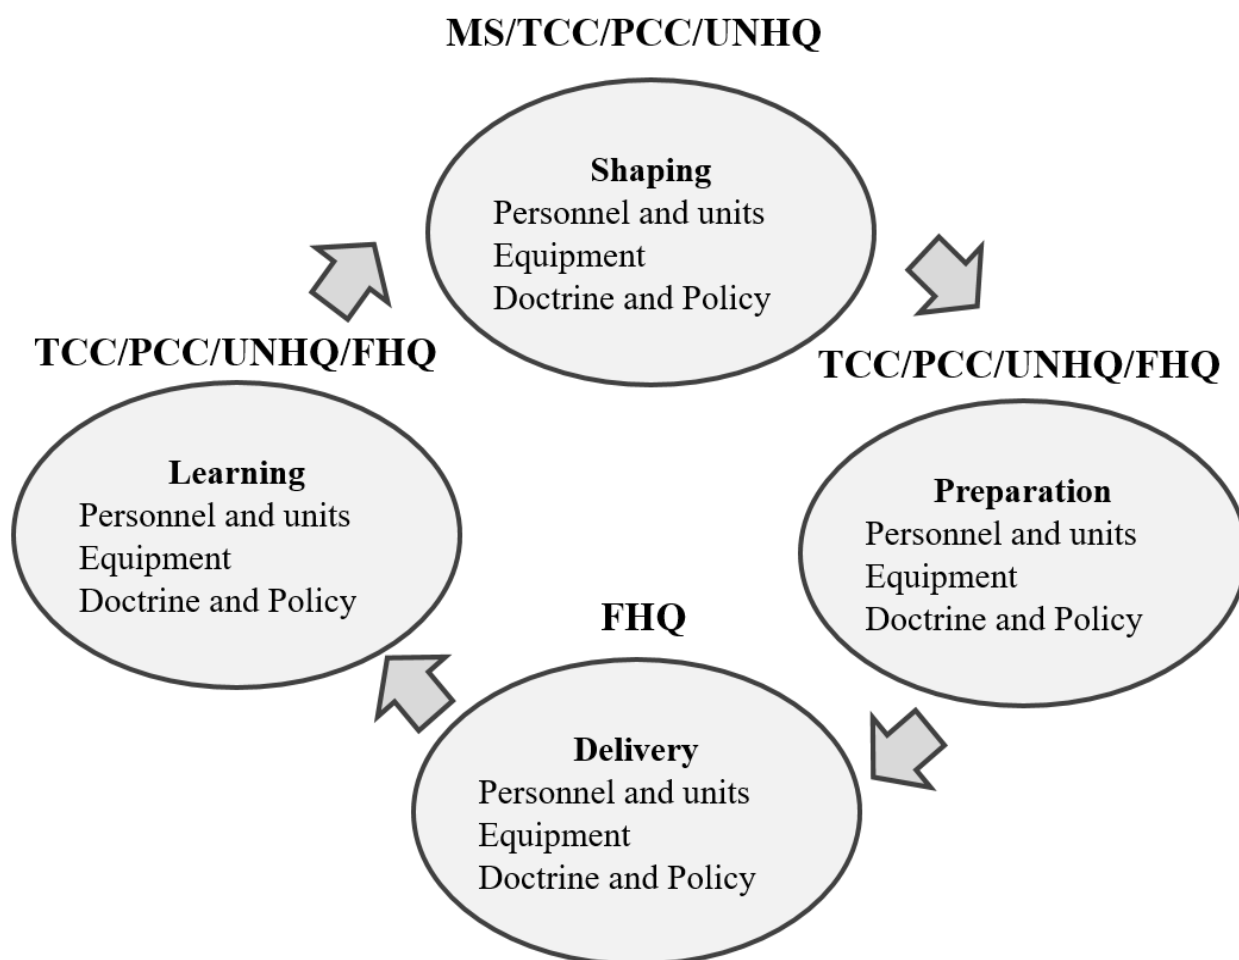 MS/TCC/PCC/UNHQ
Shaping
Personnel and units
Equipment
Doctrine and Policy
TCC/PCC/UNHQ/FHQ
Preparation
Personnel and units
Equipment
Doctrine and Policy
FHQ
Delivery
Personnel and units
Equipment
Doctrine and Policy
TCC/PCC/UNHQ/FHQ
Learning
Personnel and units
Equipment
Doctrine and Policy